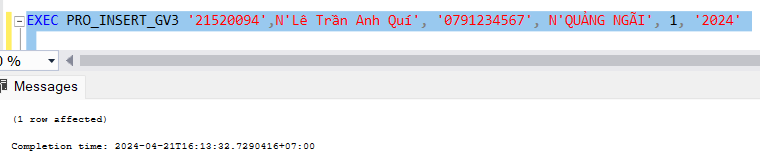 EXEC PRO_INSERT_GV3 '21520094',N'Lê Trần Anh Quí', '0791234567', N'QUẢNG NGÃI', 1, '2024'
0 %
Messages
(1 row affected)
Completion time: 2024-04-21T16:13:32.7290416+07:00